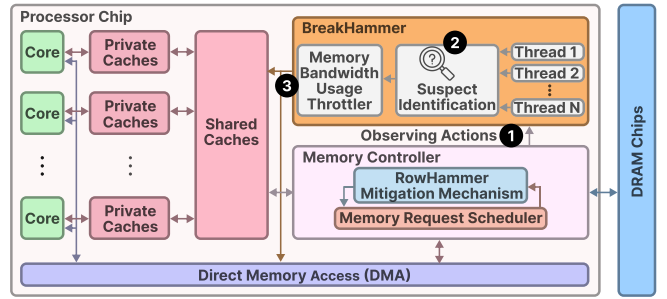 Processor Chip
Core
Private
Caches
Core
Private
Caches
Core
Private
Caches
Shared
Caches
BreakHammer
Memory
Bandwidth
Usage
Throttler
3
2
Suspect
Identification
Thread 1
Thread 2
Thread N
Observing Actions 1
Memory Controller
RowHammer
Mitigation Mechanism
Memory Request Scheduler
Direct Memory Access (DMA)
DRAM Chips